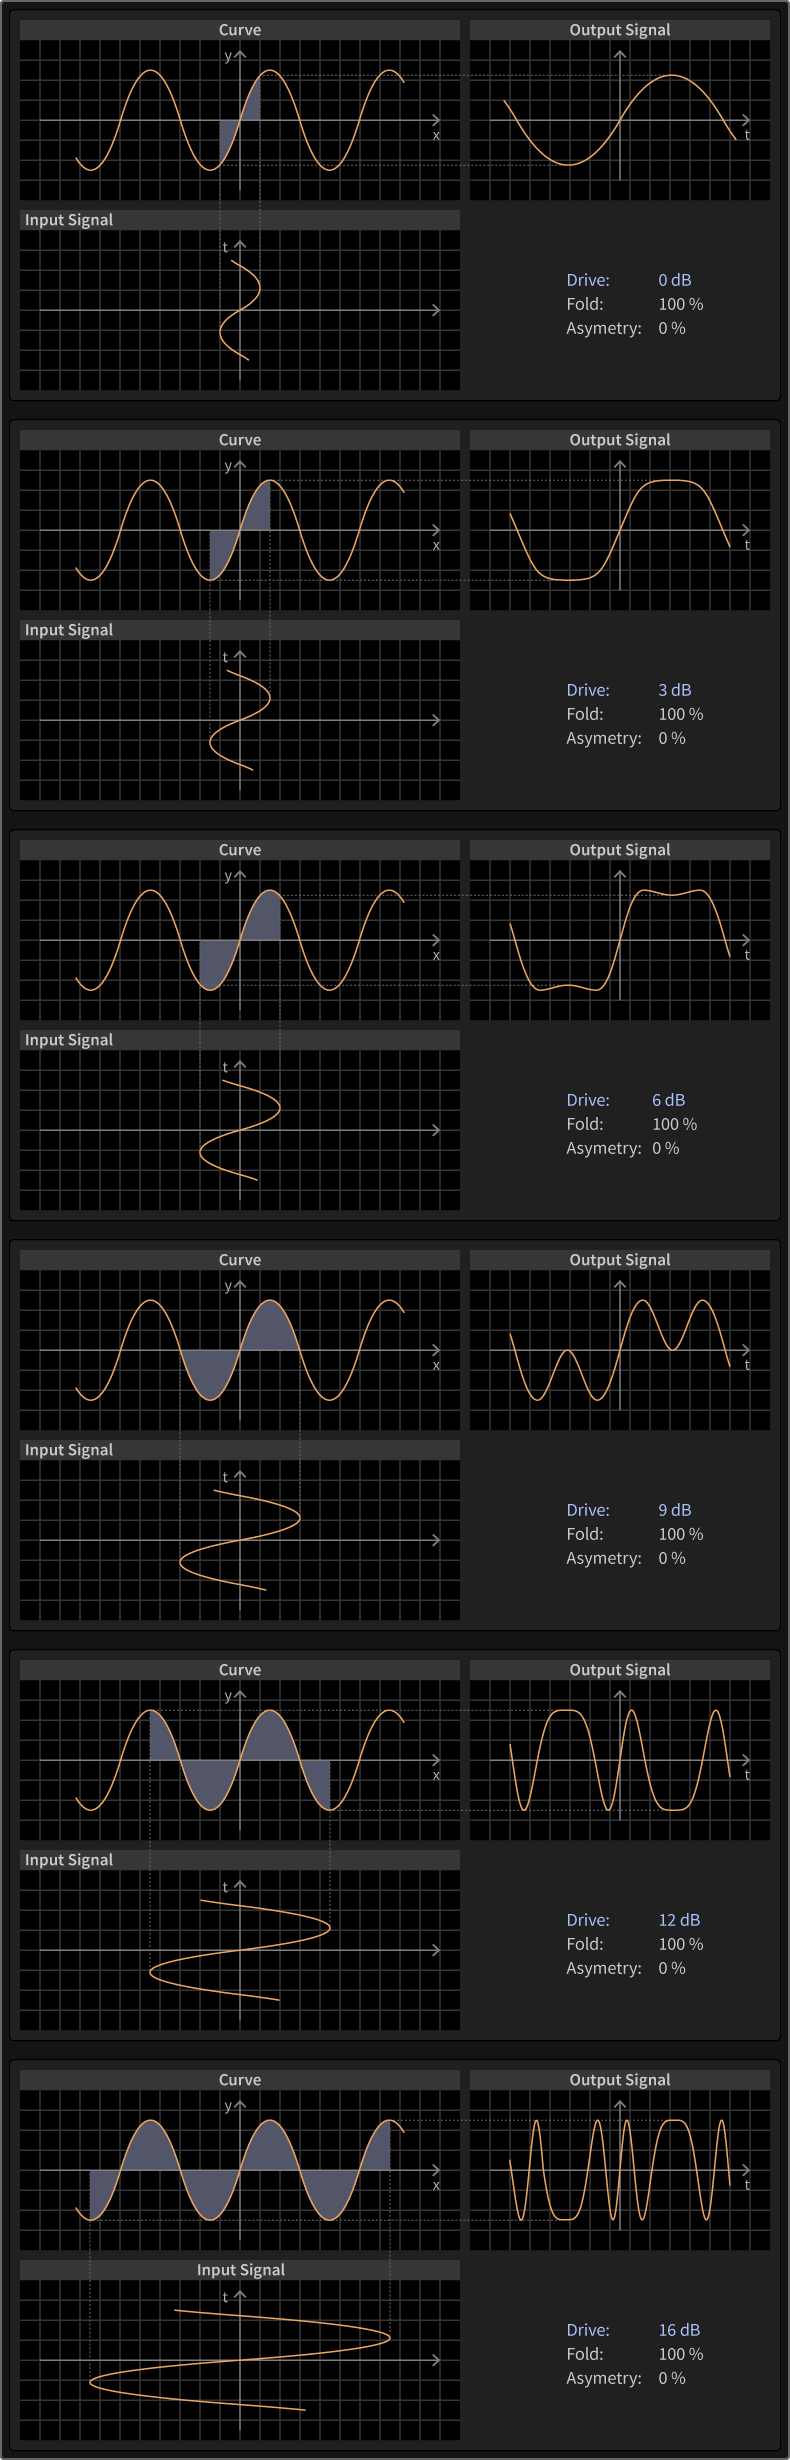 Curve
Output Signal
y
x
t
Input Signal
t
Drive: 0 dB
Fold: 100 %
Asymetry: 0 %
Curve
Output Signal
y
x
t
Input Signal
t
Drive: 3 dB
Fold: 100 %
Asymetry: 0 %
Curve
Output Signal
y
x
t
Input Signal
t
Drive: 6 dB
Fold: 100 %
Asymetry: 0 %
Curve
Output Signal
y
x
t
Input Signal
t
Drive: 9 dB
Fold: 100 %
Asymetry: 0 %
Curve
Output Signal
y
x
t
Input Signal
t
Drive: 12 dB
Fold: 100 %
Asymetry: 0 %
Curve
Output Signal
y
x
t
Input Signal
t
Drive: 16 dB
Fold: 100 %
Asymetry: 0 %